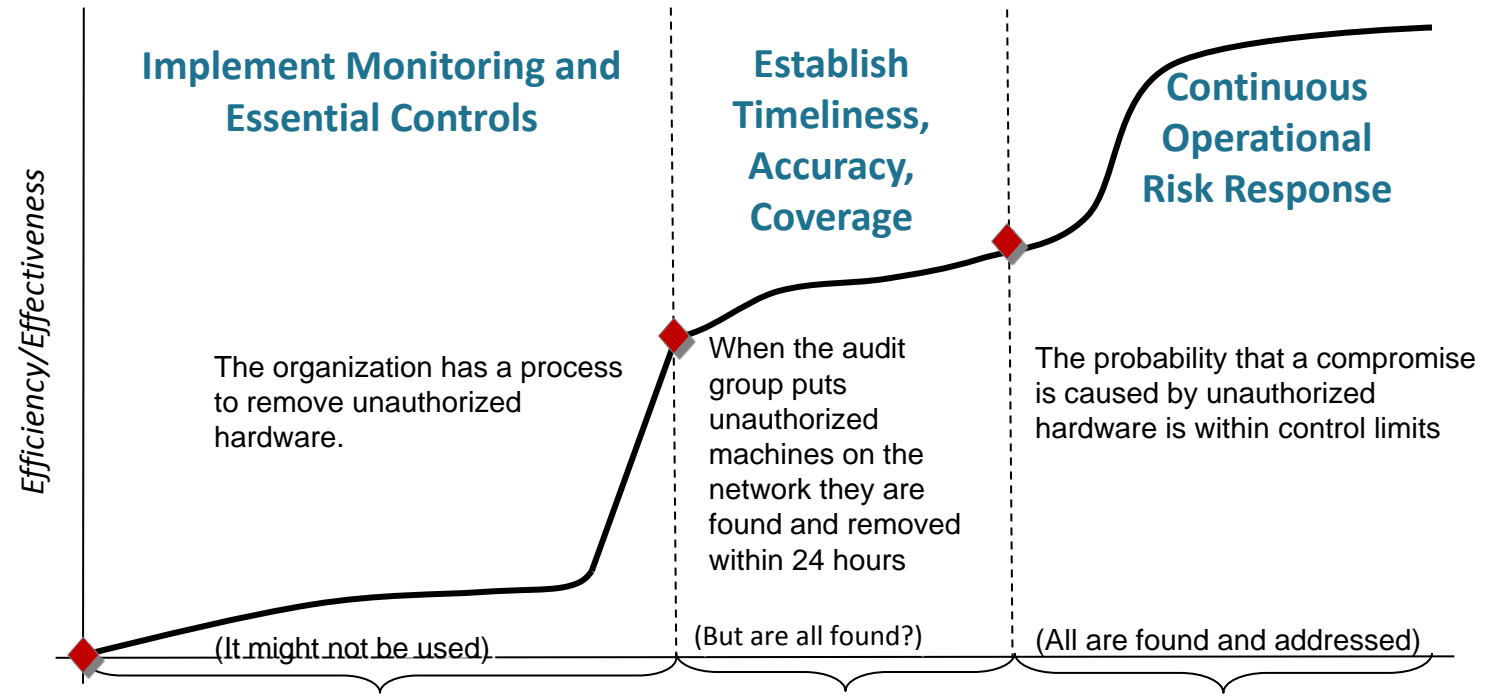 Implement Monitoring and
Essential Controls
Establish
Timeliness,
Accuracy,
Coverage
Continuous
Operational
Risk Response
Efficiency/Effectiveness
The organization has a process
to remove unauthorized
hardware.
When the audit
group puts
unauthorized
machines on the
network they are
found and removed
within 24 hours
The probability that a compromise
is caused by unauthorized
hardware is within control limits
(It might not be used)
(But are all found?)
(All are found and addressed)